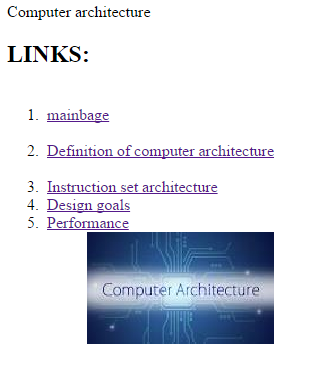 Computer architecture
LINKS:
1. mainbage
2. Definition of computer architecture
3. Instruction set architecture
4. Design goals
5. Performance
Computer Architecture